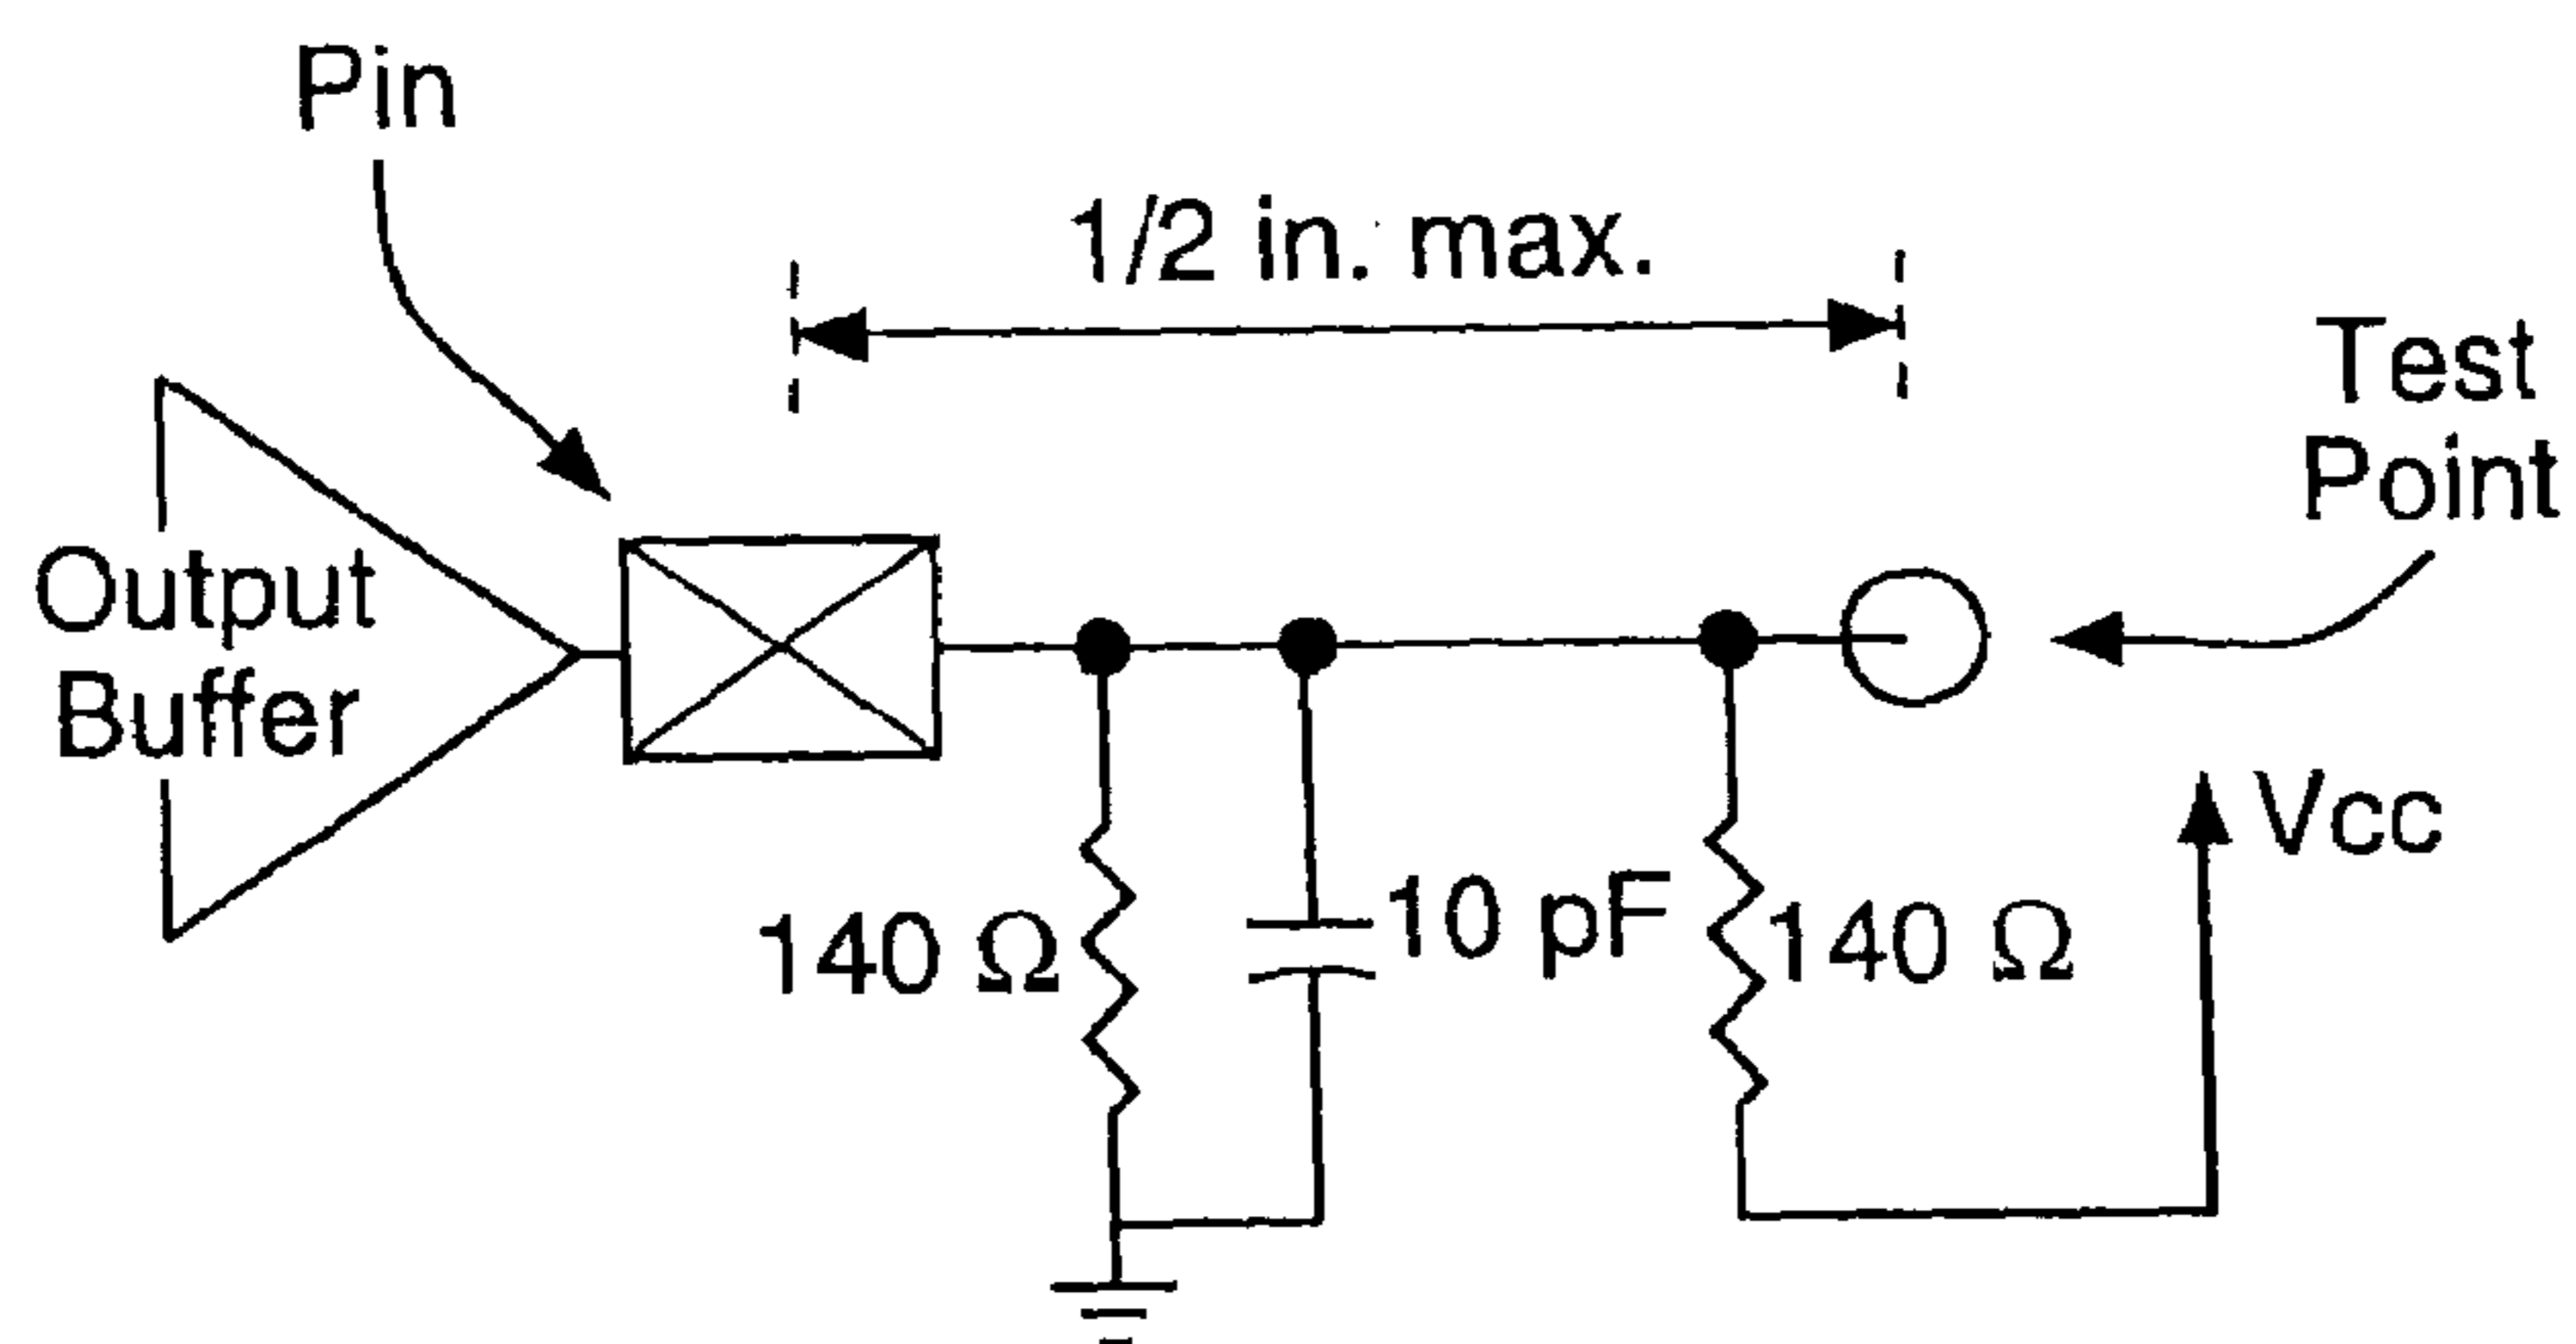 Pin
1/2 in. max.
Test
Point
Output
Buffer
Vcc
140 Ω
10 pF
140 Ω